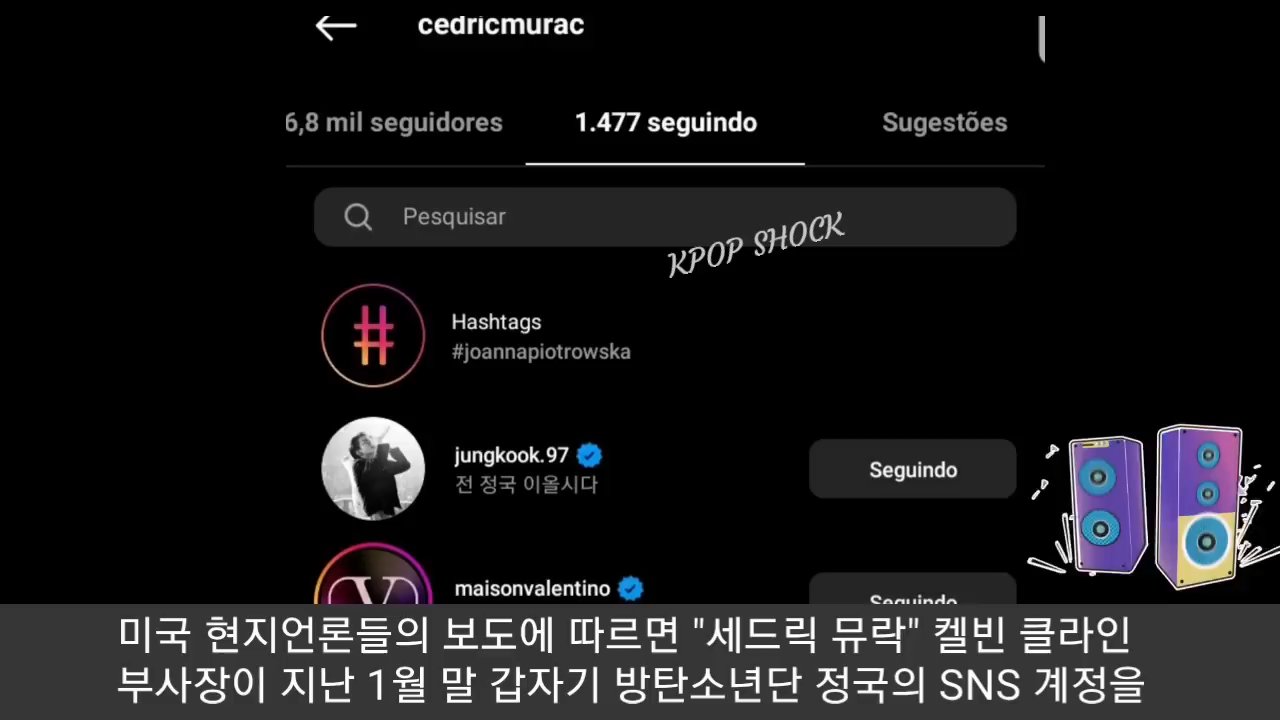 cedricmurac
6,8 mil seguidores 1.477 seguindo Sugestões
Pesquisar
KPOP SHOCK
Hashtags
#joannapiotrowska
jungkook.97
전 정국 이올시다
Seguindo
maisonvalentino
Seguindo
미국 현지언론들의 보도에 따르면 "세드릭 뮤락" 켈빈 클라인
부사장이 지난 1월 말 갑자기 방탄소년단 정국의 SNS 계정을